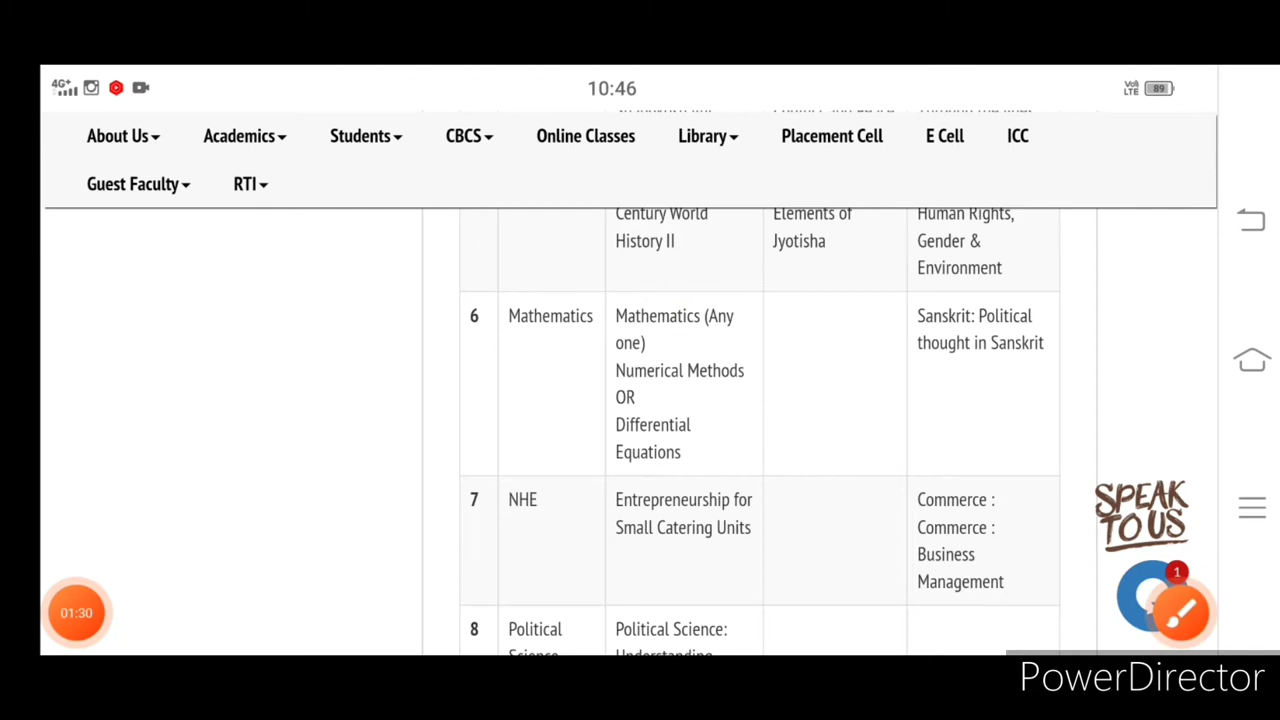 4G+
10:46
Vo)
LTE
89
About Us
Academics
Students
CBCS
Online Classes
Library
Placement Cell
E Cell
ICC
Guest Faculty
RTI
Century World
History II
Elements of
Jyotisha
Human Rights,
Gender &
Environment
6
Mathematics
Mathematics (Any
one)
Numerical Methods
OR
Differential
Equations
Sanskrit: Political
thought in Sanskrit
7
NHE
Entrepreneurship for
Small Catering Units
Commerce :
Commerce :
Business
Management
SPEAK
TO US
1
01:30
8
Political
Political Science:
PowerDirector